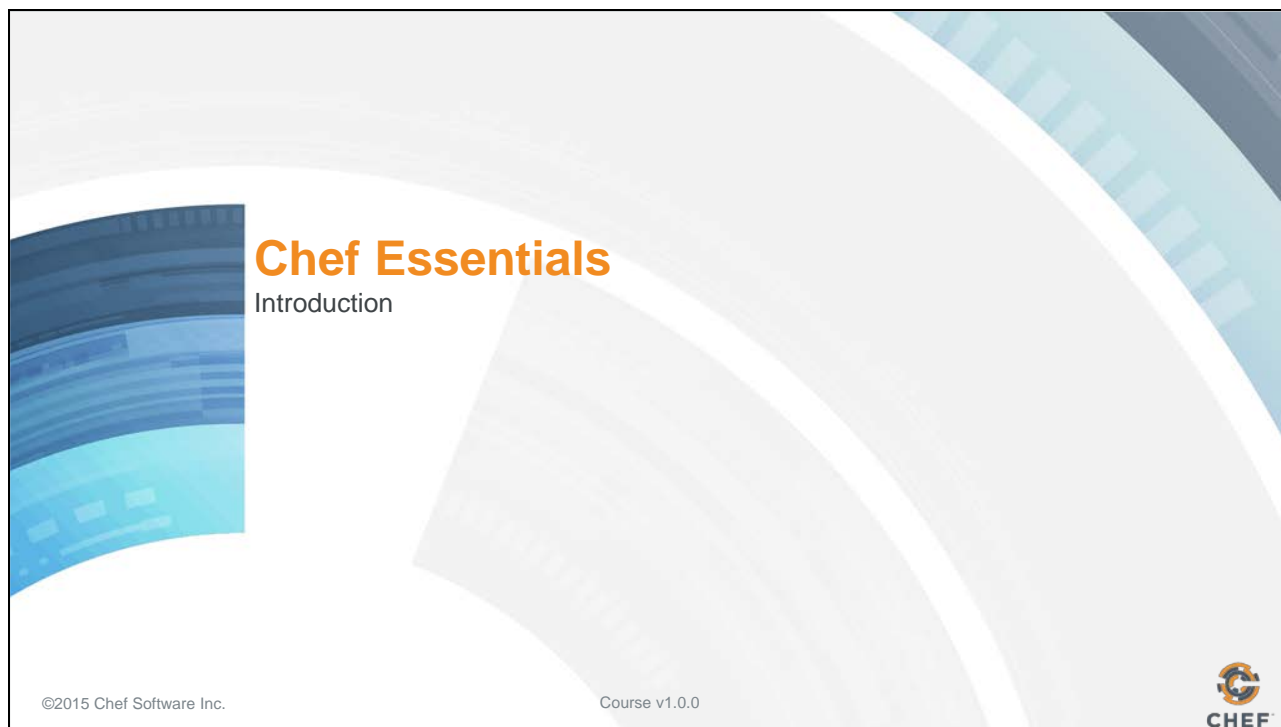 Chef Essentials
Introduction
©2015 Chef Software Inc.
Course v1.0.0
CHEF